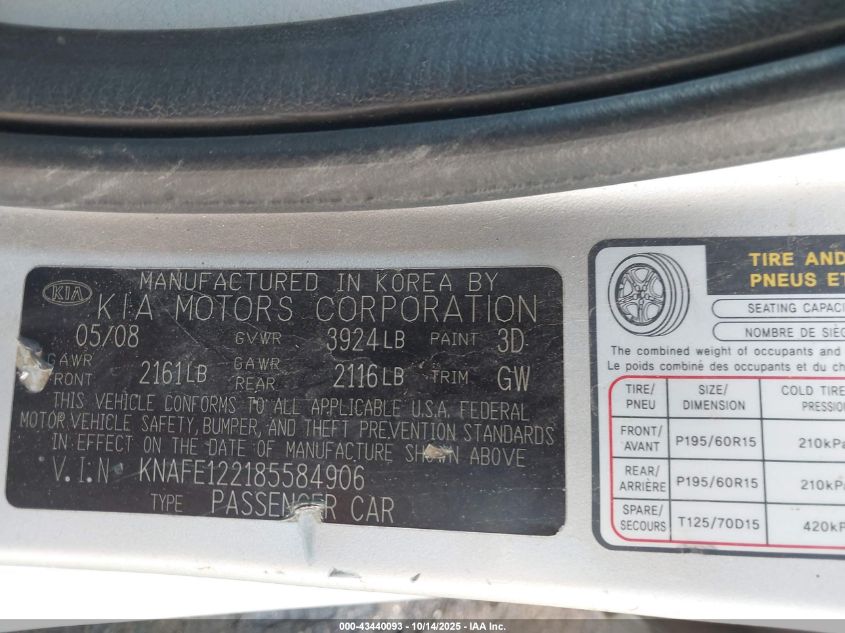 MANUFACTURED IN KOREA BY
KIA
KIA MOTORS CORPORATION
05/08 GVWR 3924LB PAINT 3D
GAWR FRONT 2161LB GAWR REAR 2116LB TRIM GW
THIS VEHICLE CONFORMS TO ALL APPLICABLE U.S.A. FEDERAL
MOTOR VEHICLE SAFETY, BUMPER, AND THEFT PREVENTION STANDARDS
IN EFFECT ON THE DATE OF MANUFACTURE SHOWN ABOVE
V.I.N KNAFE122185584906
TYPE PASSENGER CAR
TIRE AND
PNEUS ET
SEATING CAPACI
NOMBRE DE SIÈG
The combined weight of occupants and
Le poids combiné des occupants et du ch
TIRE/ PNEU SIZE/ DIMENSION COLD TIRE PRESSIO
FRONT/ AVANT P195/60R15 210kPa
REAR/ ARRIÈRE P195/60R15 210kPa
SPARE/ SECOURS T125/70D15 420kP
000-43440093 - 10/14/2025 - IAA Inc.